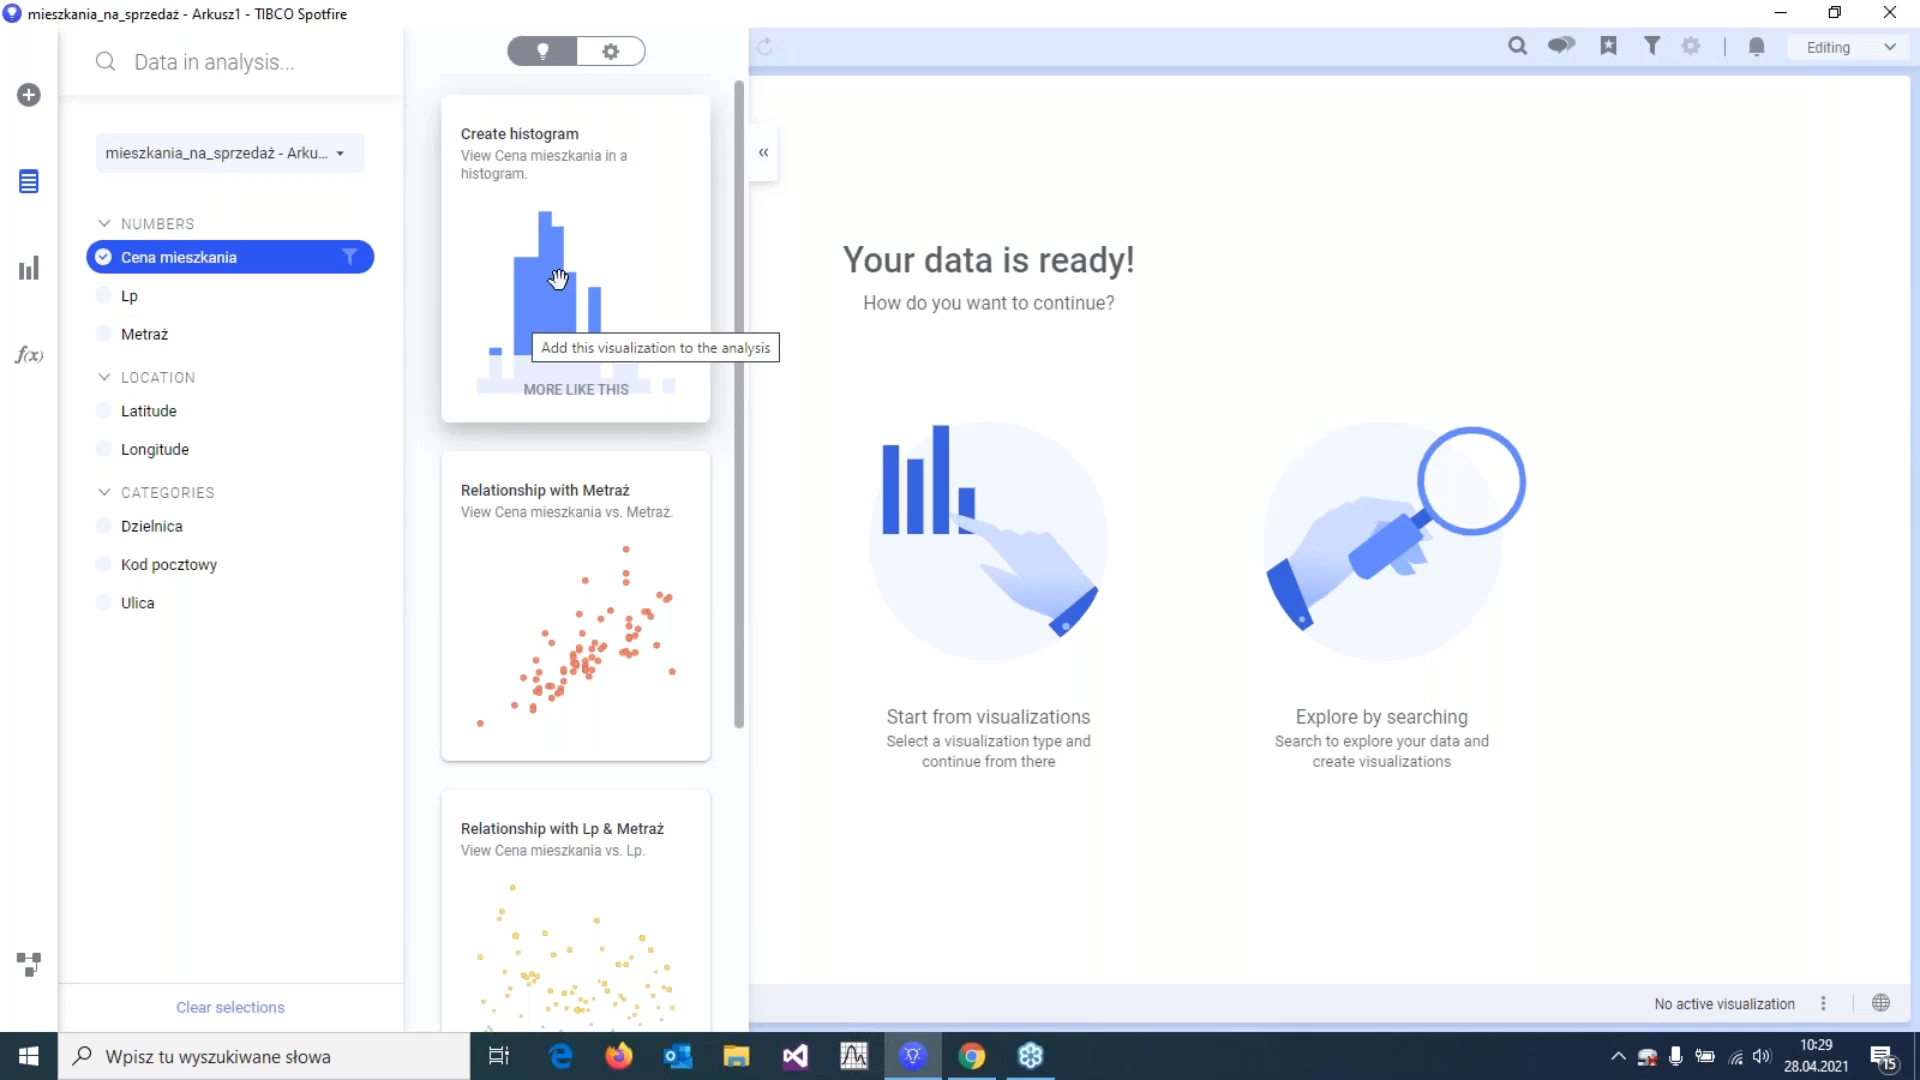 mieszkania_na_sprzedaż - Arkusz1 - TIBCO Spotfire
Data in analysis...
mieszkania_na_sprzedaż - Arku...
NUMBERS
Cena mieszkania
Lp
Metraż
LOCATION
Latitude
Longitude
CATEGORIES
Dzielnica
Kod pocztowy
Ulica
Clear selections
Create histogram
View Cena mieszkania in a
histogram.
Add this visualization to the analysis
MORE LIKE THIS
Relationship with Metraż
View Cena mieszkania vs. Metraż.
Relationship with Lp & Metraż
View Cena mieszkania vs. Lp.
Editing
Your data is ready!
How do you want to continue?
Start from visualizations
Select a visualization type and
continue from there
Explore by searching
Search to explore your data and
create visualizations
No active visualization
f(x)
Wpisz tu wyszukiwane słowa
10:29
28.04.2021
15